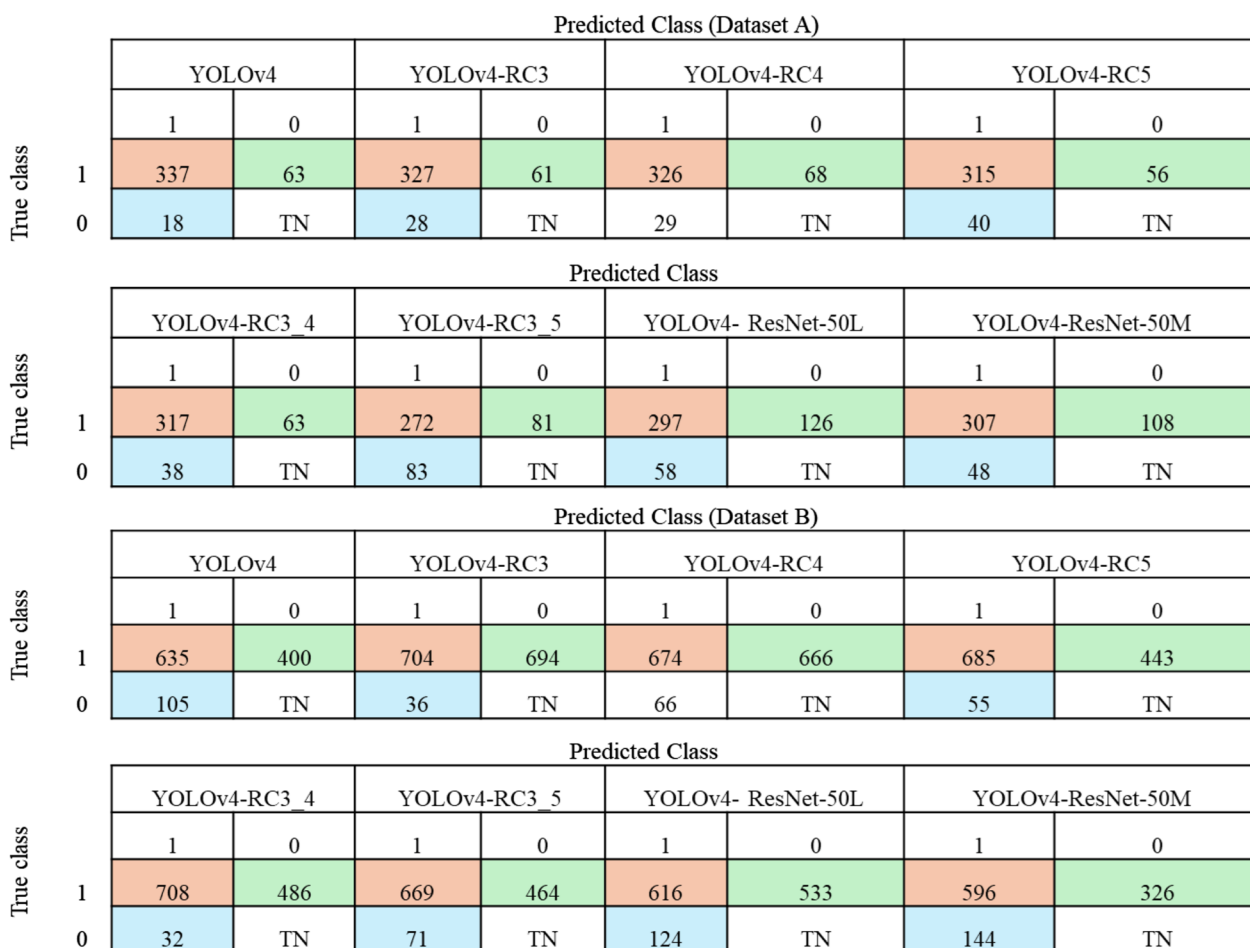 Predicted Class (Dataset A)
YOLOv4 YOLOv4-RC3 YOLOv4-RC4 YOLOv4-RC5
1 0 1 0 1 0 1 0
True class
1 337 63 327 61 326 68 315 56
0 18 TN 28 TN 29 TN 40 TN
Predicted Class
YOLOv4-RC3_4 YOLOv4-RC3_5 YOLOv4- ResNet-50L YOLOv4-ResNet-50M
1 0 1 0 1 0 1 0
True class
1 317 63 272 81 297 126 307 108
0 38 TN 83 TN 58 TN 48 TN
Predicted Class (Dataset B)
YOLOv4 YOLOv4-RC3 YOLOv4-RC4 YOLOv4-RC5
1 0 1 0 1 0 1 0
True class
1 635 400 704 694 674 666 685 443
0 105 TN 36 TN 66 TN 55 TN
Predicted Class
YOLOv4-RC3_4 YOLOv4-RC3_5 YOLOv4- ResNet-50L YOLOv4-ResNet-50M
1 0 1 0 1 0 1 0
True class
1 708 486 669 464 616 533 596 326
0 32 TN 71 TN 124 TN 144 TN